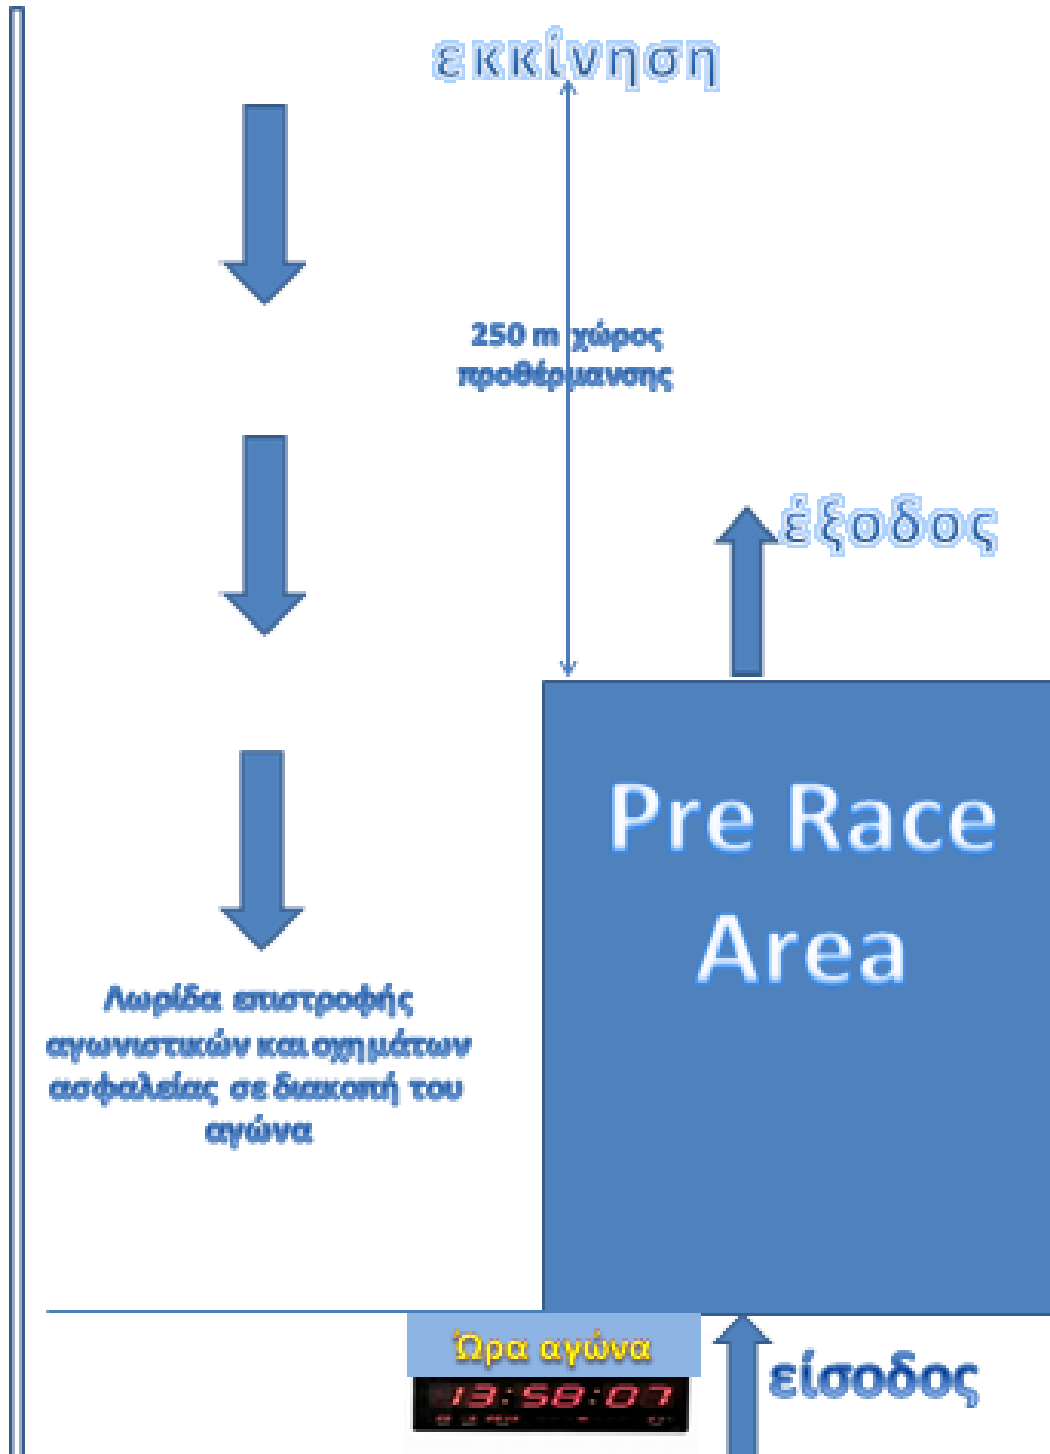 εκκίνηση
250 m χώρος
προθέρμανσης
έξοδος
Pre Race
Area
Λωρίδα επιστροφής
αγωνιστικών και οχημάτων
ασφαλείας σε διακοπή του
αγώνα
Ώρα αγώνα
13:58:07
είσοδος